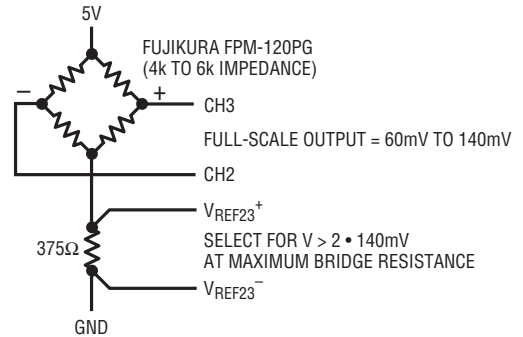 5V
FUJIKURA FPM-120PG
(4k TO 6k IMPEDANCE)
–
+
CH3
FULL-SCALE OUTPUT = 60mV TO 140mV
CH2
VREF23+
375Ω
SELECT FOR V > 2 • 140mV
AT MAXIMUM BRIDGE RESISTANCE
VREF23–
GND